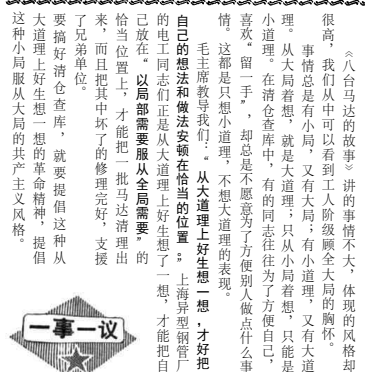 《八台马达的故事》讲的事情不大，体现的风格却
很高，我们从中可以看到工人阶级顾全大局的胸怀。
事情总是有小局，又有大局；有小道理，又有大道
理。从大局着想，就是大道理；只从小局着想，只能是
小道理。在清仓查库中，有的同志往往为了方便自己，
喜欢“留一手”，却总是不愿意为了方便别人做点什么事
情。这都是只想小道理，不想大道理的表现。
毛主席教导我们：“从大道理上好生想一想，才好把
自己的想法和做法安顿在恰当的位置。”上海异型钢管厂
的电工同志们正是从大道理上好生想了一想，才能把自
己放在“以局部需要服从全局需要”的
恰当位置上，才能把一批马达清理出
来，而且把其中坏了的修理完好，支援
了兄弟单位。
要搞好清仓查库，就要提倡这种从
大道理上好生想一想的革命精神，提倡
这种小局服从大局的共产主义风格。
一事一议